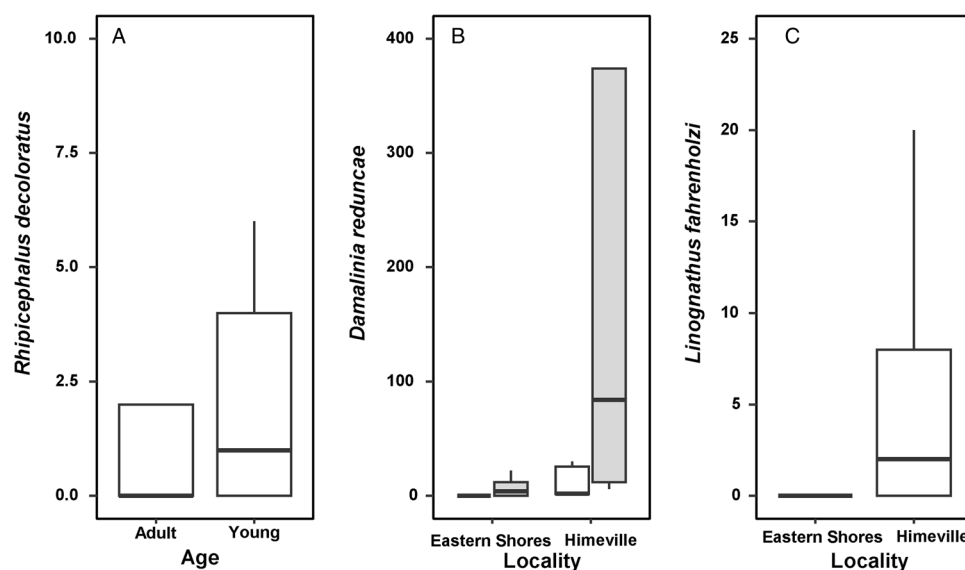 A
Rhipicephalus decoloratus
10.0
7.5
5.0
2.5
0.0
Adult Young
Age
B
Damalinia reduncae
400
300
200
100
0
Eastern Shores Himeville
Locality
C
Linognathus fahrenholzi
25
20
15
10
5
0
Eastern Shores Himeville
Locality